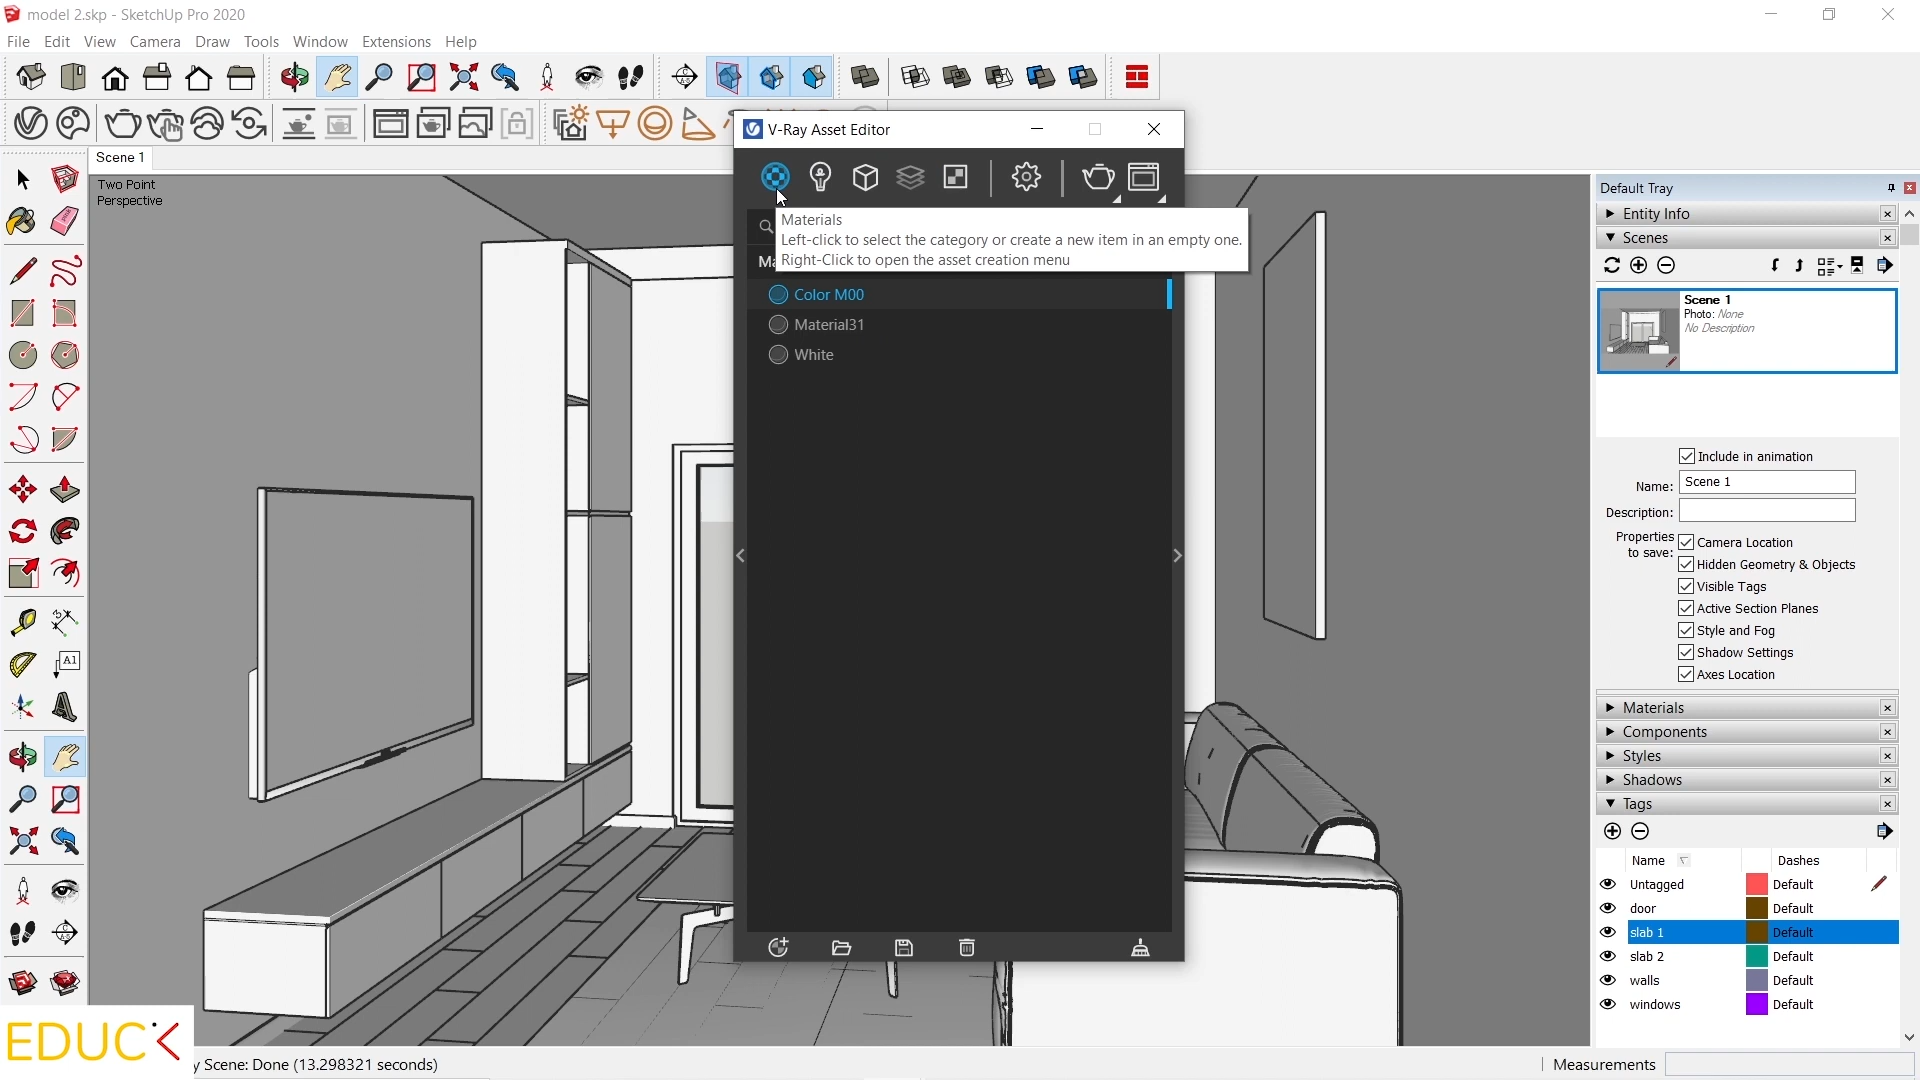 model 2.skp - SketchUp Pro 2020
File Edit View Camera Draw Tools Window Extensions Help
Scene 1
Two Point
Perspective
V-Ray Asset Editor
Materials
Left-click to select the category or create a new item in an empty one.
Right-Click to open the asset creation menu
Ma
Color M00
Material31
White
Default Tray
Entity Info
Scenes
Scene 1
Photo: None
No Description
Include in animation
Name: Scene 1
Description:
Properties
to save:
Camera Location
Hidden Geometry & Objects
Visible Tags
Active Section Planes
Style and Fog
Shadow Settings
Axes Location
Materials
Components
Styles
Shadows
Tags
Name Dashes
Untagged Default
door Default
slab 1 Default
slab 2 Default
walls Default
windows Default
A1
EDUC
y Scene: Done (13.298321 seconds)
Measurements